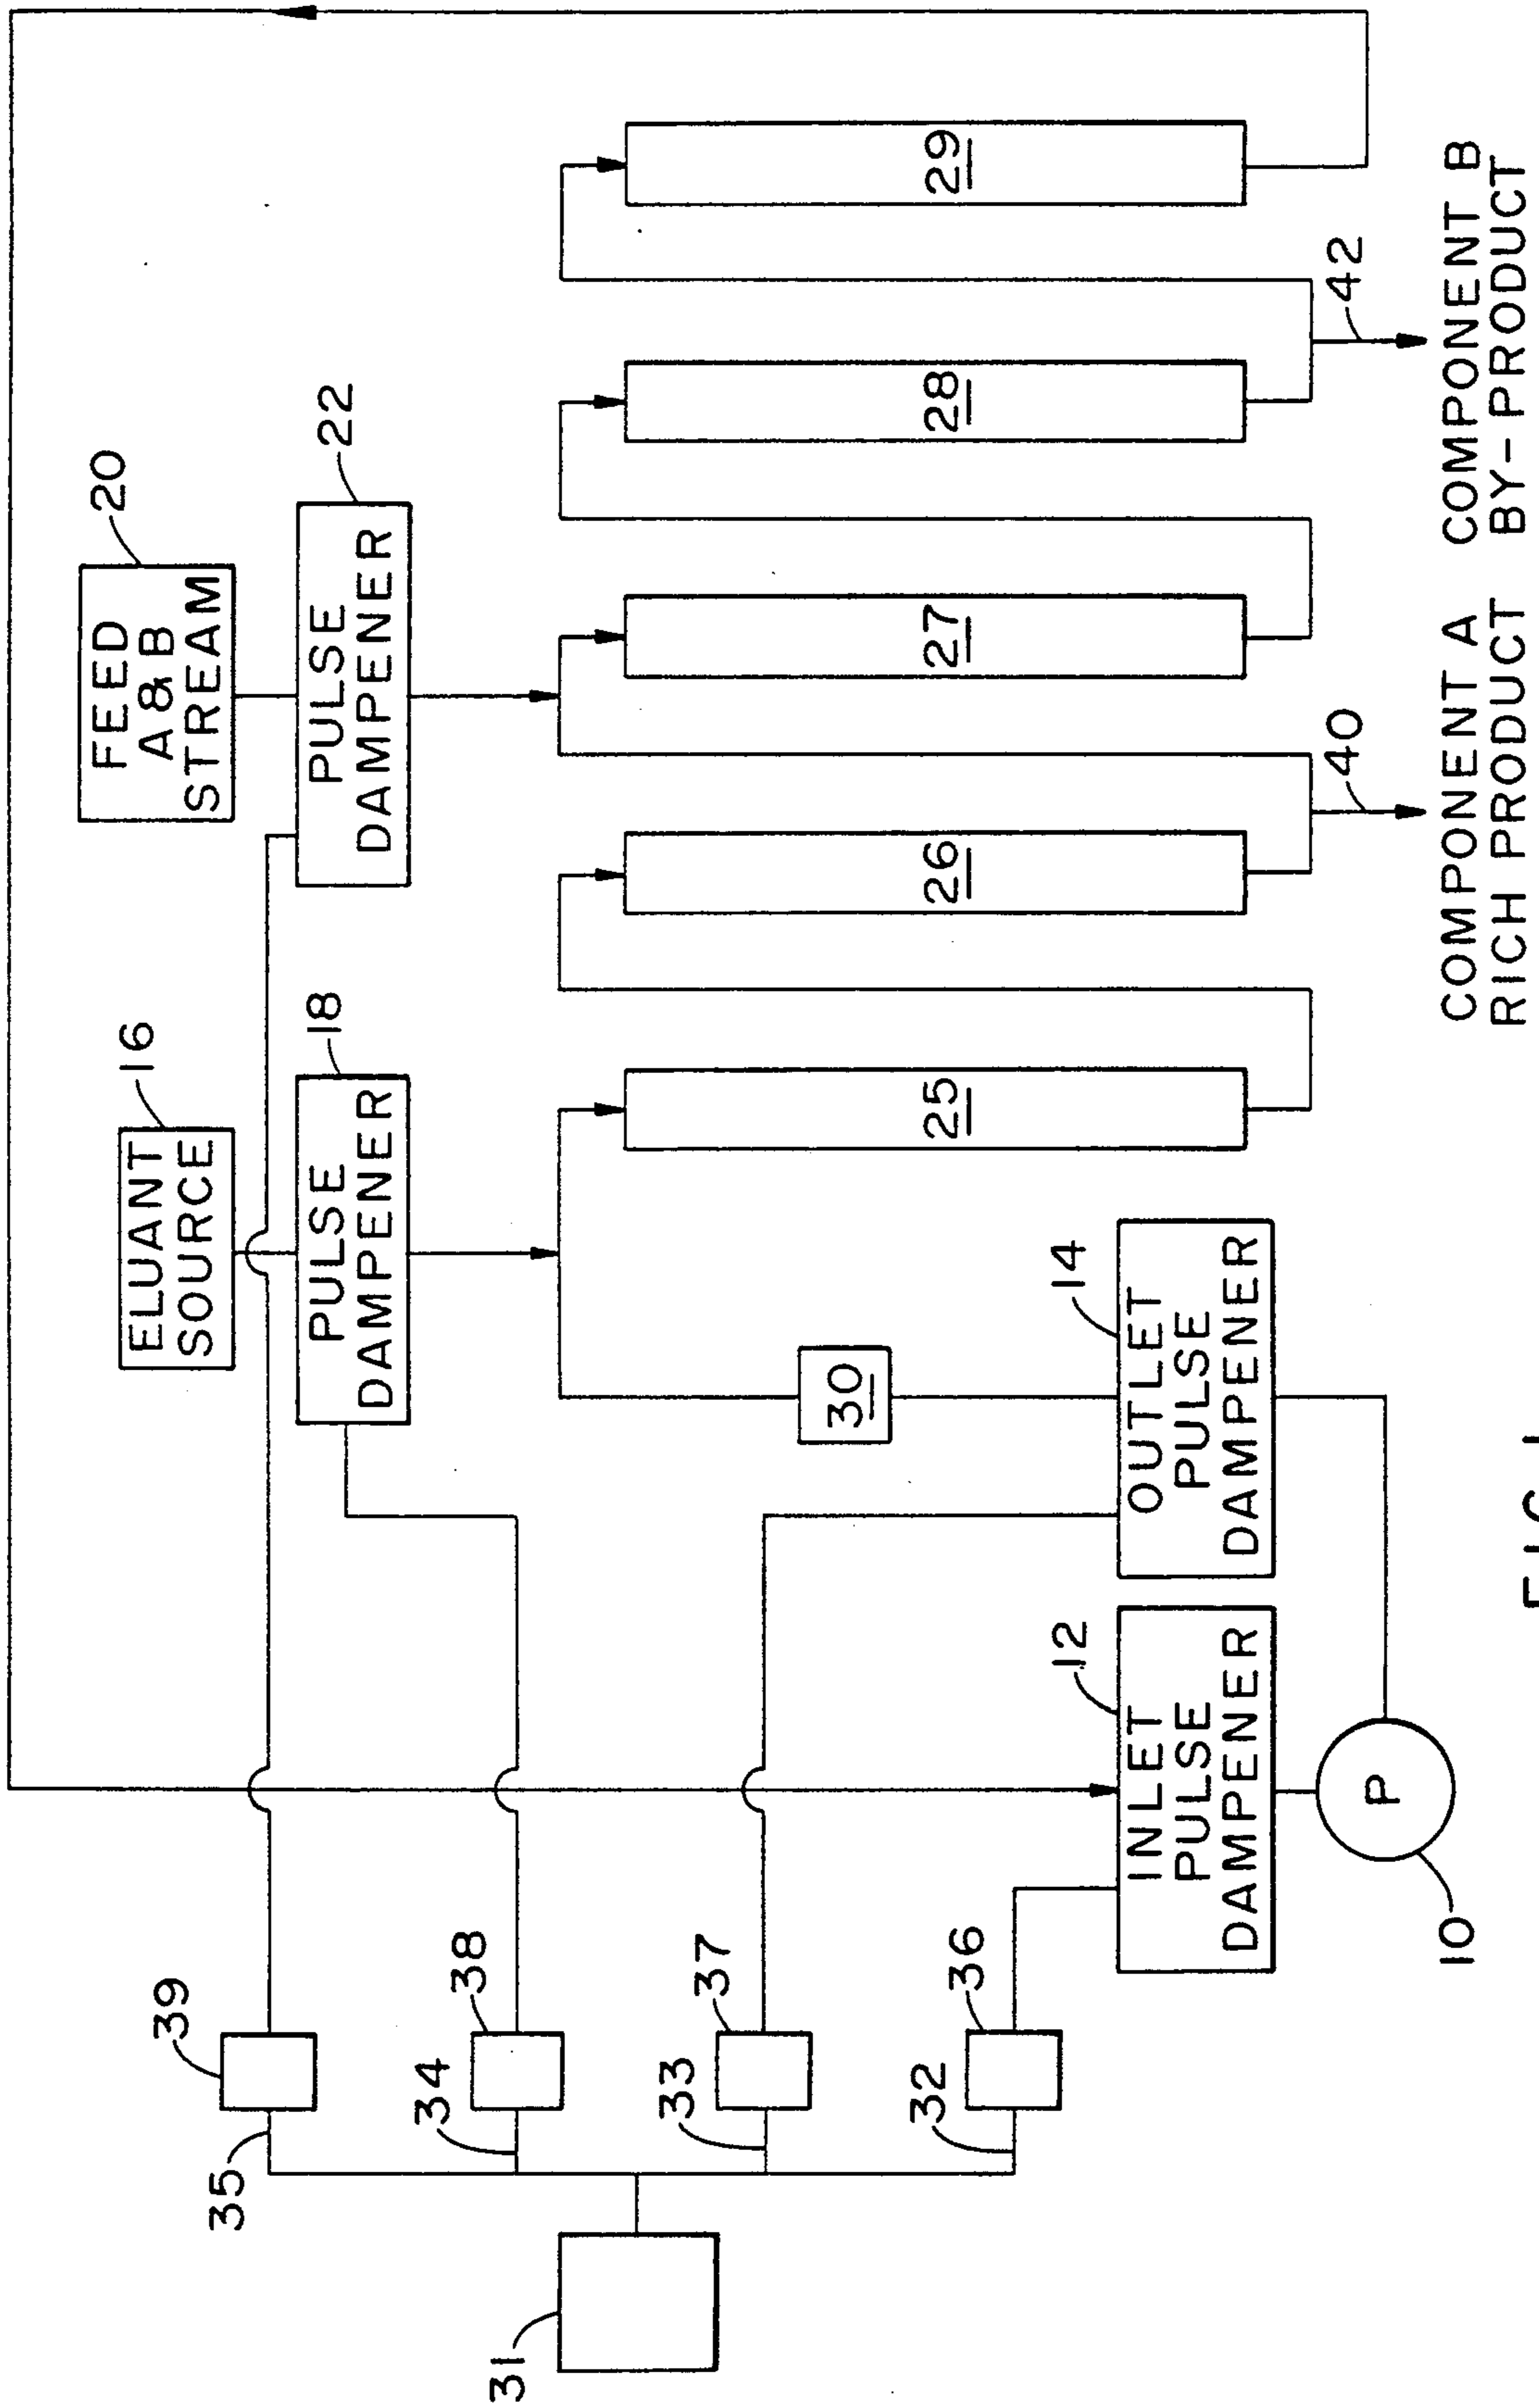 FEED
A&B
STREAM
20
ELUANT
SOURCE
16
PULSE
DAMPENER
22
PULSE
DAMPENER
18
39
35
38
34
37
33
36
32
31
25
26
27
28
29
30
OUTLET
PULSE
DAMPENER
14
INLET
PULSE
DAMPENER
12
P
10
40
42
COMPONENT A
RICH PRODUCT
COMPONENT B
BY-PRODUCT